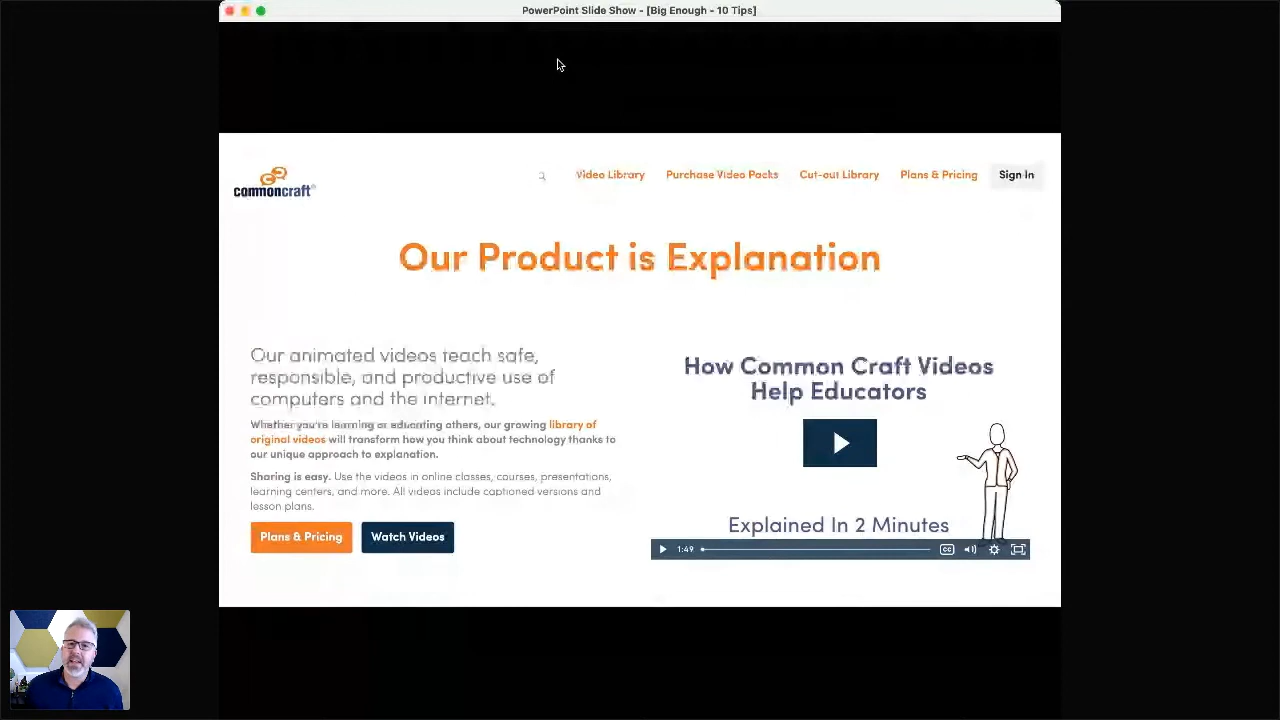 PowerPoint Slide Show - [Big Enough - 10 Tips]
commoncraft®
Video Library
Purchase Video Packs
Cut-out Library
Plans & Pricing
Sign In
Our Product is Explanation
Our animated videos teach safe,
responsible, and productive use of
computers and the internet.
Whether you're learning or educating others, our growing library of
original videos will transform how you think about technology thanks to
our unique approach to explanation.
Sharing is easy. Use the videos in online classes, courses, presentations,
learning centers, and more. All videos include captioned versions and
lesson plans.
Plans & Pricing
Watch Videos
How Common Craft Videos
Help Educators
Explained In 2 Minutes
1:49
CC